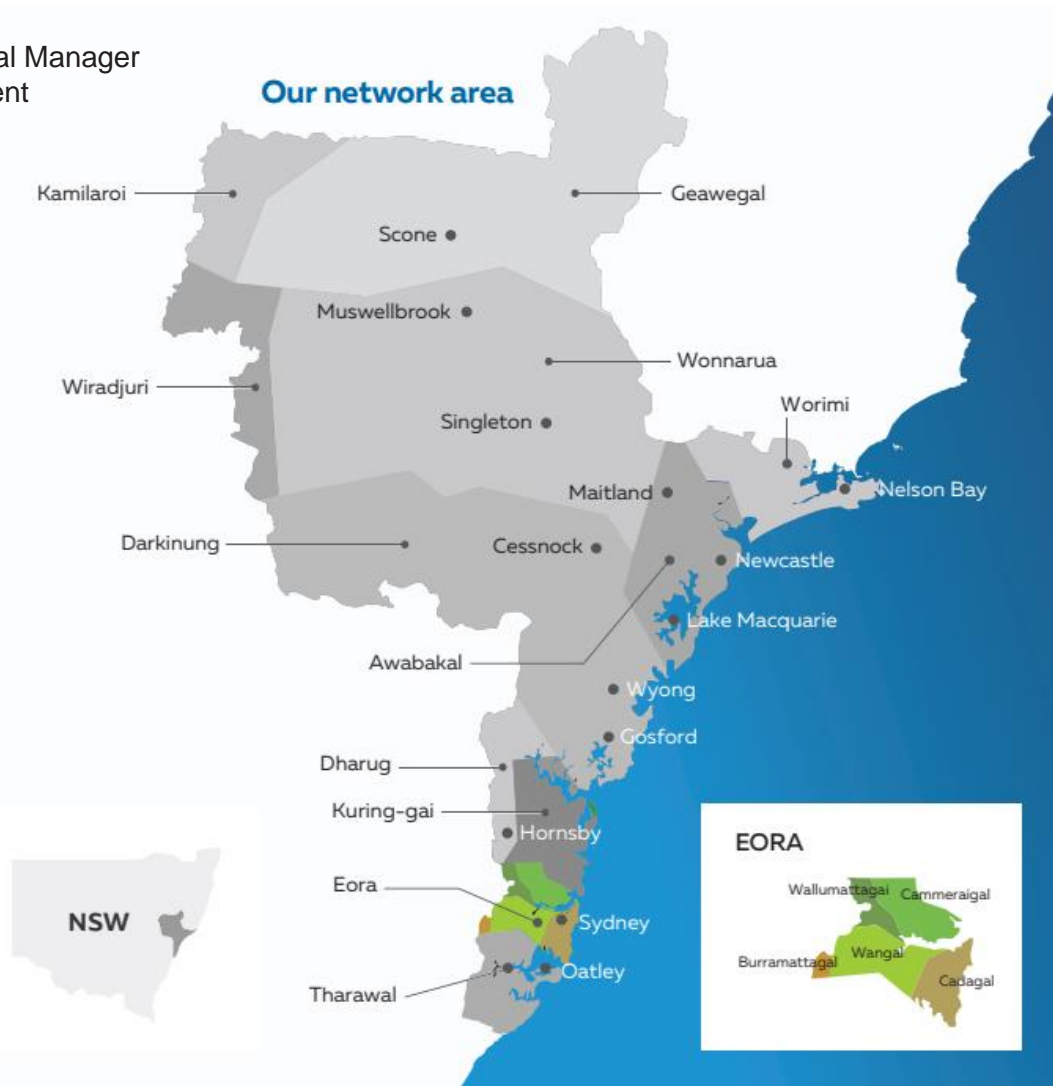 al Manager
ent
Our network area
Kamilaroi
Geawegal
Scone
Muswellbrook
Wonnarua
Wiradjuri
Worimi
Singleton
Maitland
Nelson Bay
Darkinung
Cessnock
Newcastle
Lake Macquarie
Awabakal
Wyong
Gosford
Dharug
Kuring-gai
Hornsby
EORA
Eora
Wallumattagai
Cammeraigal
NSW
Sydney
Wangal
Burramattagal
Oatley
Cadagal
Tharawal